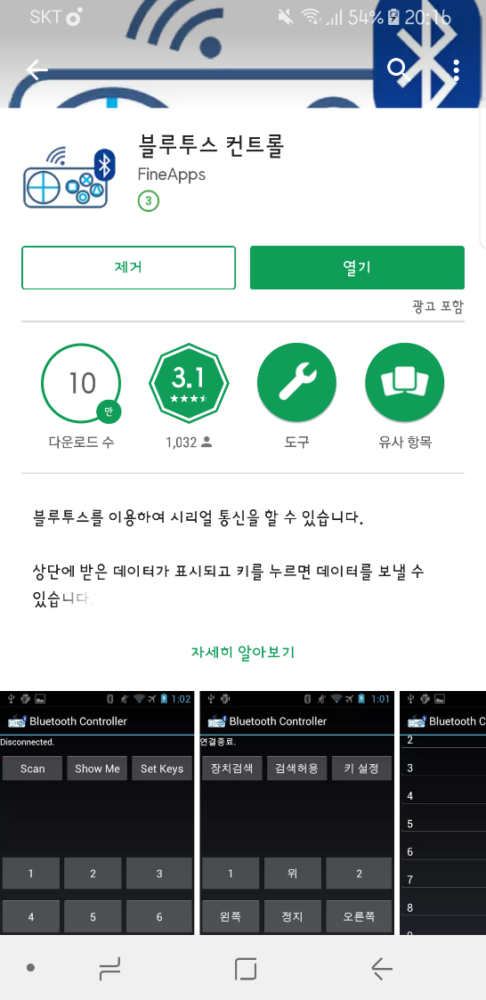 SKT 54% 20:16
블루투스 컨트롤
FineApps
3
제거 열기
광고 포함
10 만 3.1
다운로드 수 1,032 도구 유사 항목
블루투스를 이용하여 시리얼 통신을 할 수 있습니다.
상단에 받은 데이터가 표시되고 키를 누르면 데이터를 보낼 수
있습니다.
자세히 알아보기
1:02
Bluetooth Controller
Disconnected.
Scan Show Me Set Keys
1 2 3
4 5 6
1:01
Bluetooth Controller
연결종료.
장치검색 검색허용 키 설정
1 위 2
왼쪽 정지 오른쪽
Bluetooth C
2
3
4
5
6
7
8